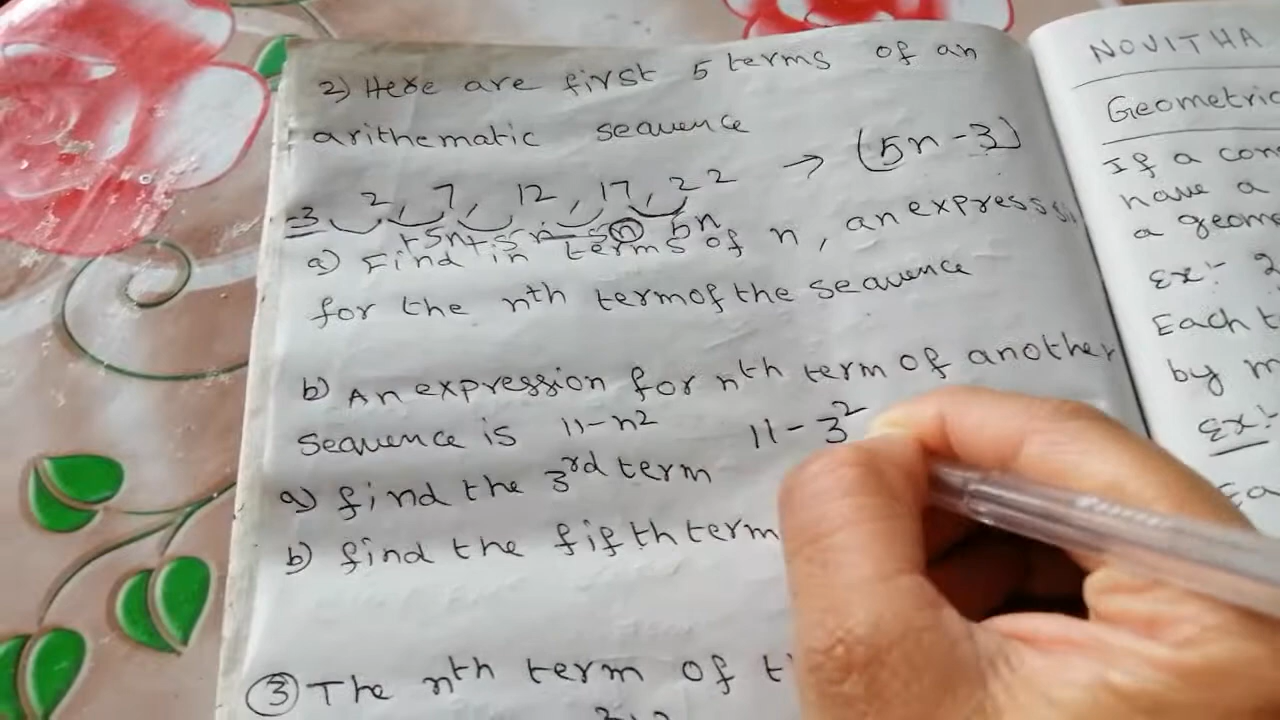 2) Here are first 5 terms of an
arithematic sequence
2, 7, 12, 17, 22 → (5n-3)
-3 +5n +5n 5n 5n
a) Find in terms of n, an express
for the nth term of the sequence
b) An expression for nth term of another
sequence is 11-n2 11-3²
a) find the 3rd term
b) find the fifth term
③ The nth term of t
NOVITHA
Geometric
If a con
have a
a geom
Ex:- 2
Each t
by m
Ex:-